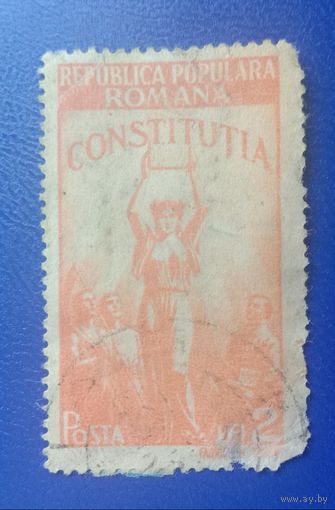 REPUBLICA POPULARA
ROMANA
CONSTITUTIA
POSTA LEI 2
www.ay.by